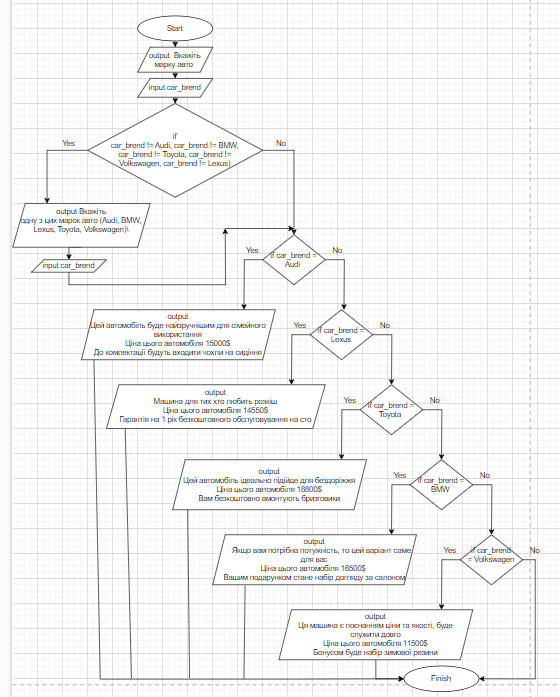 Start
output Вкажіть
марку авто
input car_brend
if
car_brend != Audi, car_brend != BMW,
car_brend != Toyota, car_brend !=
Volkswagen, car_brend != Lexus)
Yes
No
output Вкажіть
одну з цих марок авто (Audi, BMW,
Lexus, Toyota, Volkswagen)\
input car_brend
Yes
if car_brend =
Audi
No
output
Цей автомобіль буде найзручнішим для сімейного
використання
Ціна цього автомобіля 15000$
До компектації будуть входити чохли на сидіння
Yes
if car_brend =
Lexus
No
output
Машина для тих хто любить розкіш
Ціна цього автомобіля 14550$
Гарантія на 1 рік безкоштовного обслуговування на сто
Yes
if car_brend =
Toyota
No
output
Цей автомобіль ідеально підійде для бездоріжжя
Ціна цього автомобіля 18800$
Вам безкоштовно вмонтують бризговики
Yes
if car_brend =
BMW
No
output
Якщо вам потрібна потужність, то цей варіант саме
для вас
Ціна цього автомобіля 16500$
Вашим подарунком стане набір догляду за салоном
Yes
if car_brend
= Volkswagen
No
output
Ця машина є поєнанням ціни та якості, буде
служити довго
Ціна цього автомобіля 11500$
Бонусом буде набір зимової резини
Finish